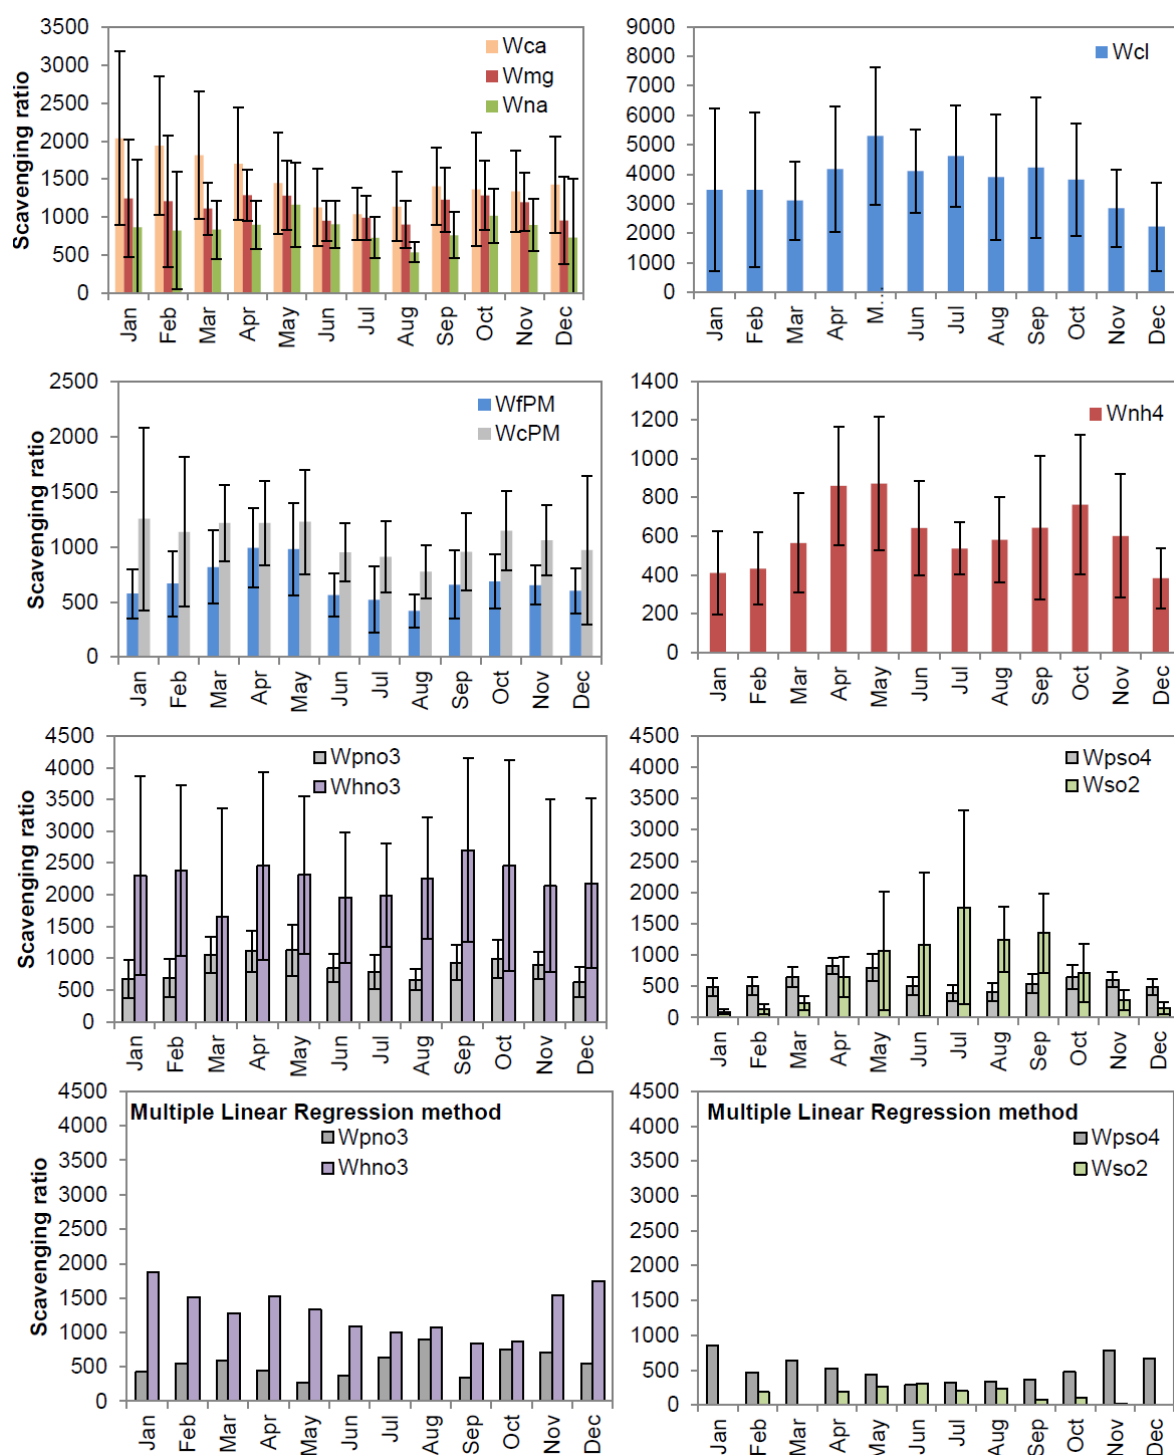 Scavenging ratio
3500
3000
2500
2000
1500
1000
500
0
Wca
Wmg
Wna
Jan Feb Mar Apr May Jun Jul Aug Sep Oct Nov Dec
9000
8000
7000
6000
5000
4000
3000
2000
1000
0
Wcl
Jan Feb Mar Apr M... Jun Jul Aug Sep Oct Nov Dec
Scavenging ratio
2500
2000
1500
1000
500
0
WfPM
WcPM
Jan Feb Mar Apr May Jun Jul Aug Sep Oct Nov Dec
1400
1200
1000
800
600
400
200
0
Wnh4
Jan Feb Mar Apr May Jun Jul Aug Sep Oct Nov Dec
Scavenging ratio
4500
4000
3500
3000
2500
2000
1500
1000
500
0
Wpno3
Whno3
Jan Feb Mar Apr May Jun Jul Aug Sep Oct Nov Dec
4500
4000
3500
3000
2500
2000
1500
1000
500
0
Wpso4
Wso2
Jan Feb Mar Apr May Jun Jul Aug Sep Oct Nov Dec
Scavenging ratio
4500
4000
3500
3000
2500
2000
1500
1000
500
0
Multiple Linear Regression method
Wpno3
Whno3
Jan Feb Mar Apr May Jun Jul Aug Sep Oct Nov Dec
4500
4000
3500
3000
2500
2000
1500
1000
500
0
Multiple Linear Regression method
Wpso4
Wso2
Jan Feb Mar Apr May Jun Jul Aug Sep Oct Nov Dec